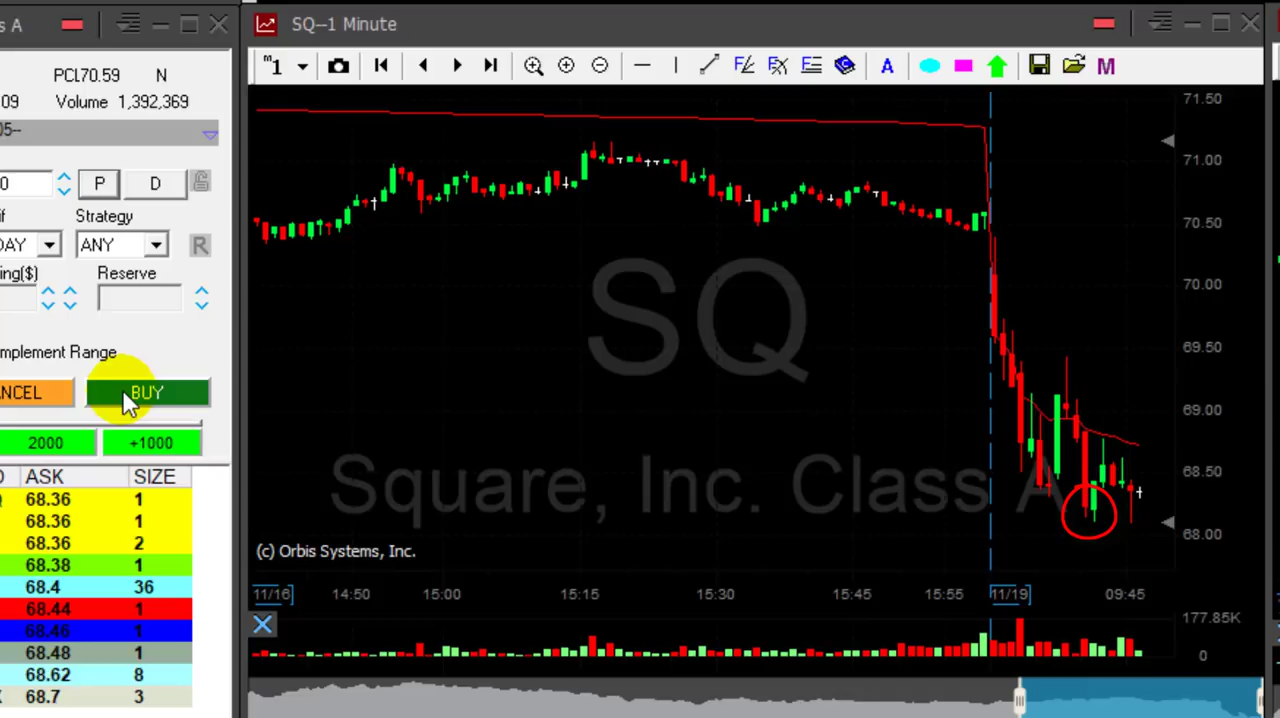 s A
PCl70.59 N
09 Volume 1,392,369
05--
0 P D
if Strategy
DAY ANY R
ing($) Reserve
mplement Range
NCEL BUY
2000 +1000
ASK SIZE
68.36 1
68.36 1
68.36 2
68.38 1
68.4 36
68.44 1
68.46 1
68.48 1
68.62 8
68.7 3
SQ--1 Minute
m1 A M
71.50
71.00
70.50
70.00
69.50
69.00
68.50
68.00
SQ
Square, Inc. Class A
(c) Orbis Systems, Inc.
11/16 14:50 15:00 15:15 15:30 15:45 15:55 11/19 09:45
177.85K
0